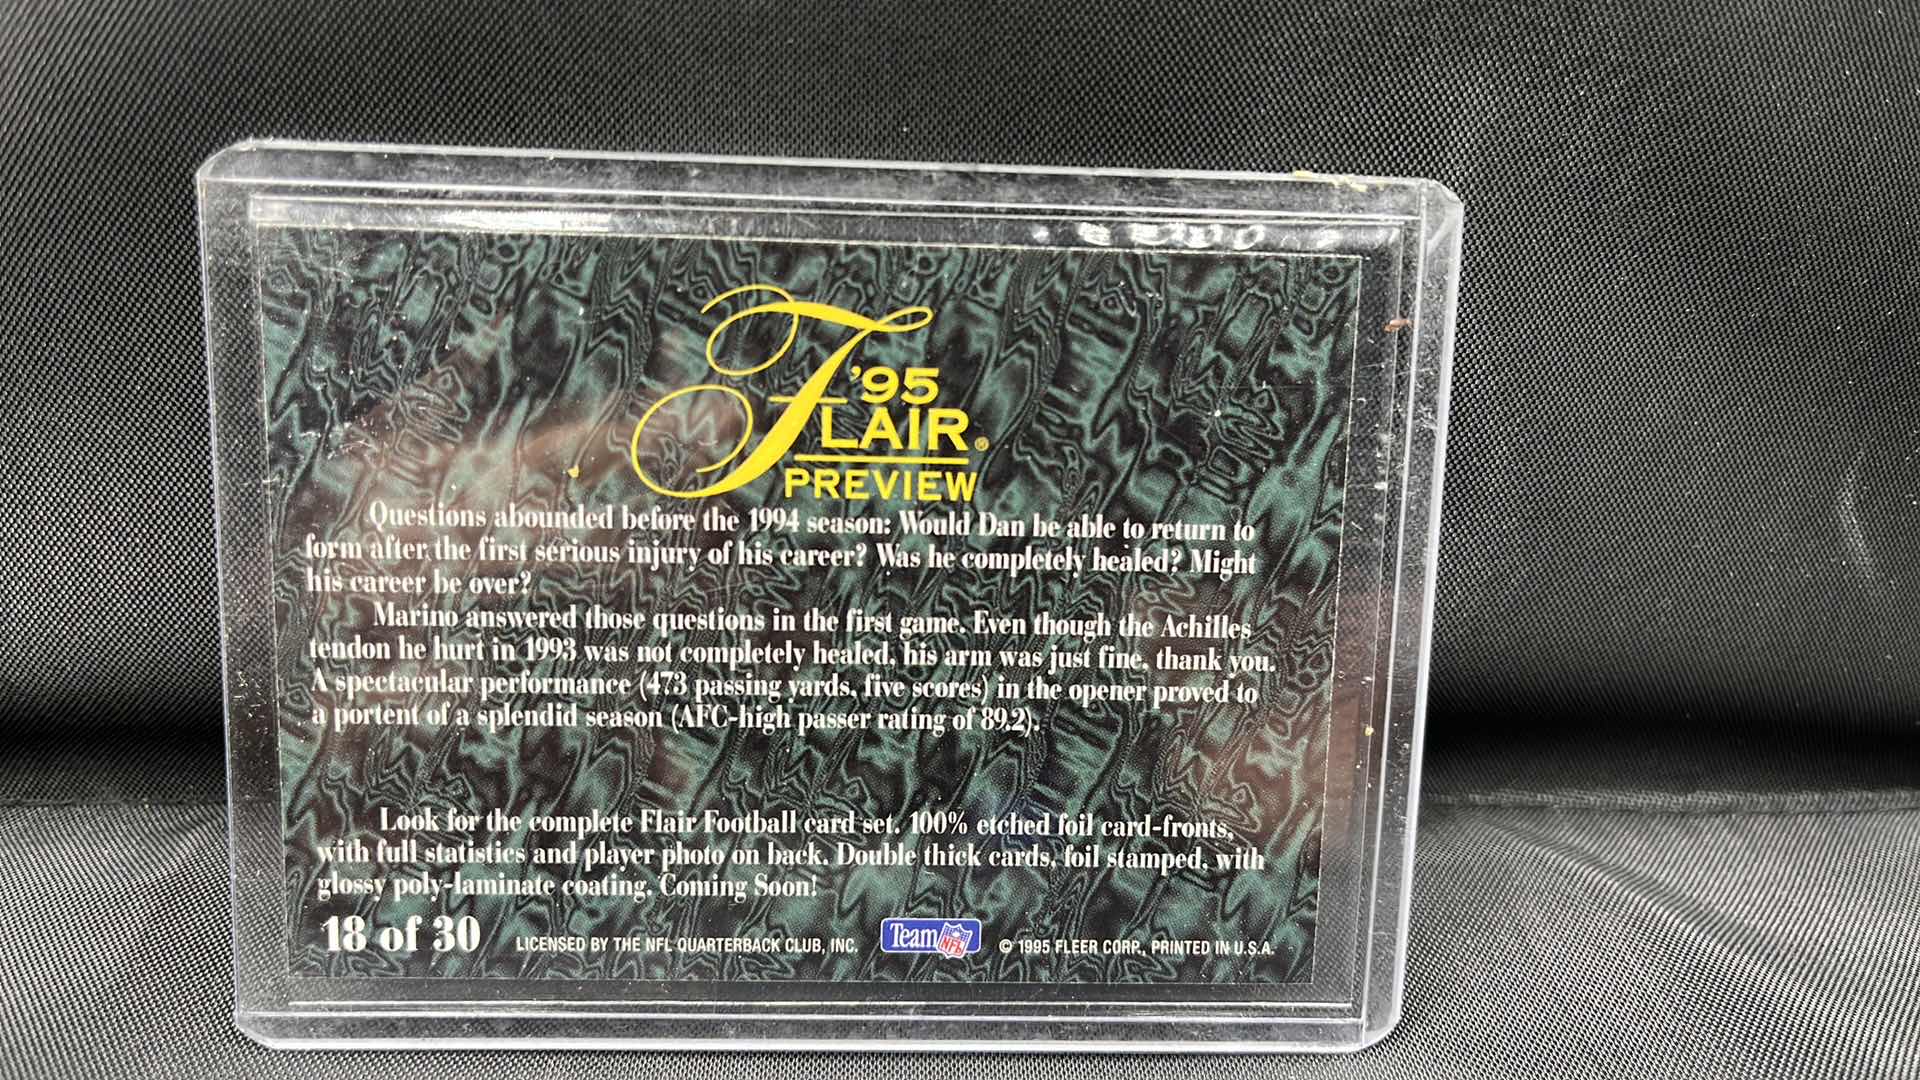 '95
FLAIR®
PREVIEW
Questions abounded before the 1994 season: Would Dan be able to return to
form after the first serious injury of his career? Was he completely healed? Might
his career be over?
Marino answered those questions in the first game. Even though the Achilles
tendon he hurt in 1993 was not completely healed, his arm was just fine, thank you.
A spectacular performance (473 passing yards, five scores) in the opener proved to
a portent of a splendid season (AFC-high passer rating of 89.2).
Look for the complete Flair Football card set. 100% etched foil card-fronts,
with full statistics and player photo on back. Double thick cards, foil stamped, with
glossy poly-laminate coating. Coming Soon!
18 of 30 LICENSED BY THE NFL QUARTERBACK CLUB, INC. Team NFL © 1995 FLEER CORP., PRINTED IN U.S.A.